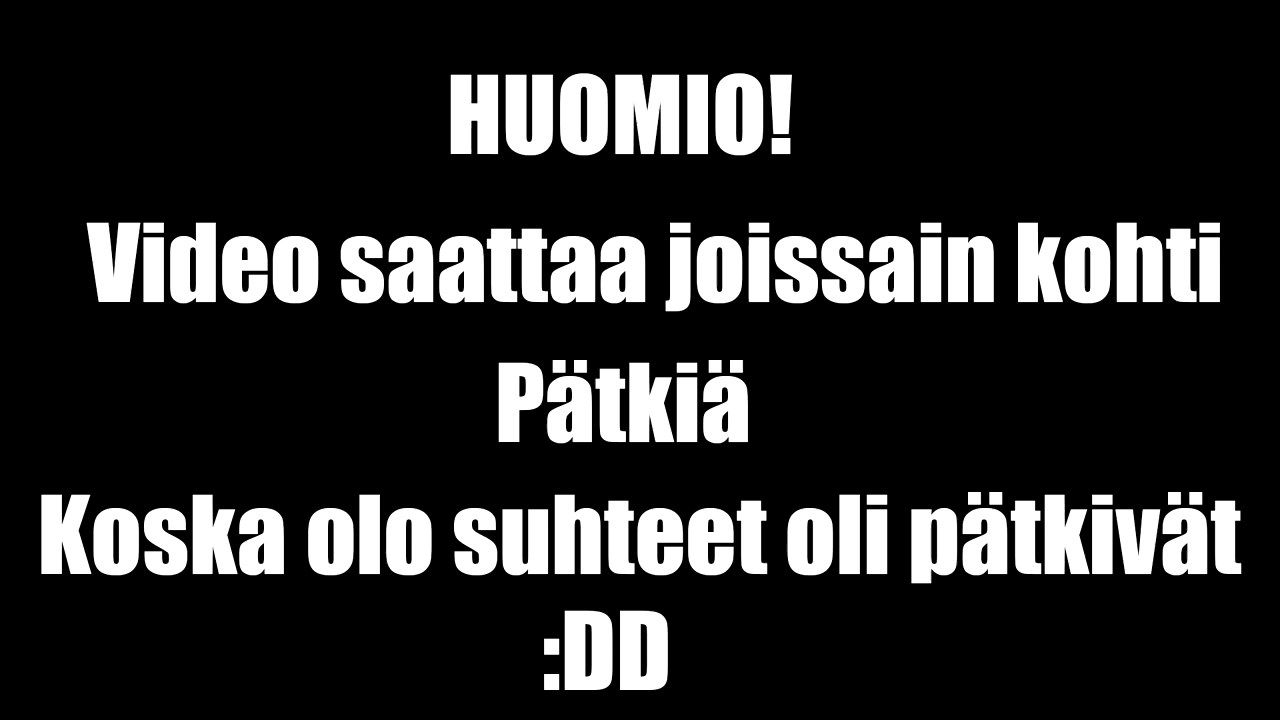 HUOMIO!
Video saattaa joissain kohti
Pätkiä
Koska olo suhteet oli pätkivät
:DD